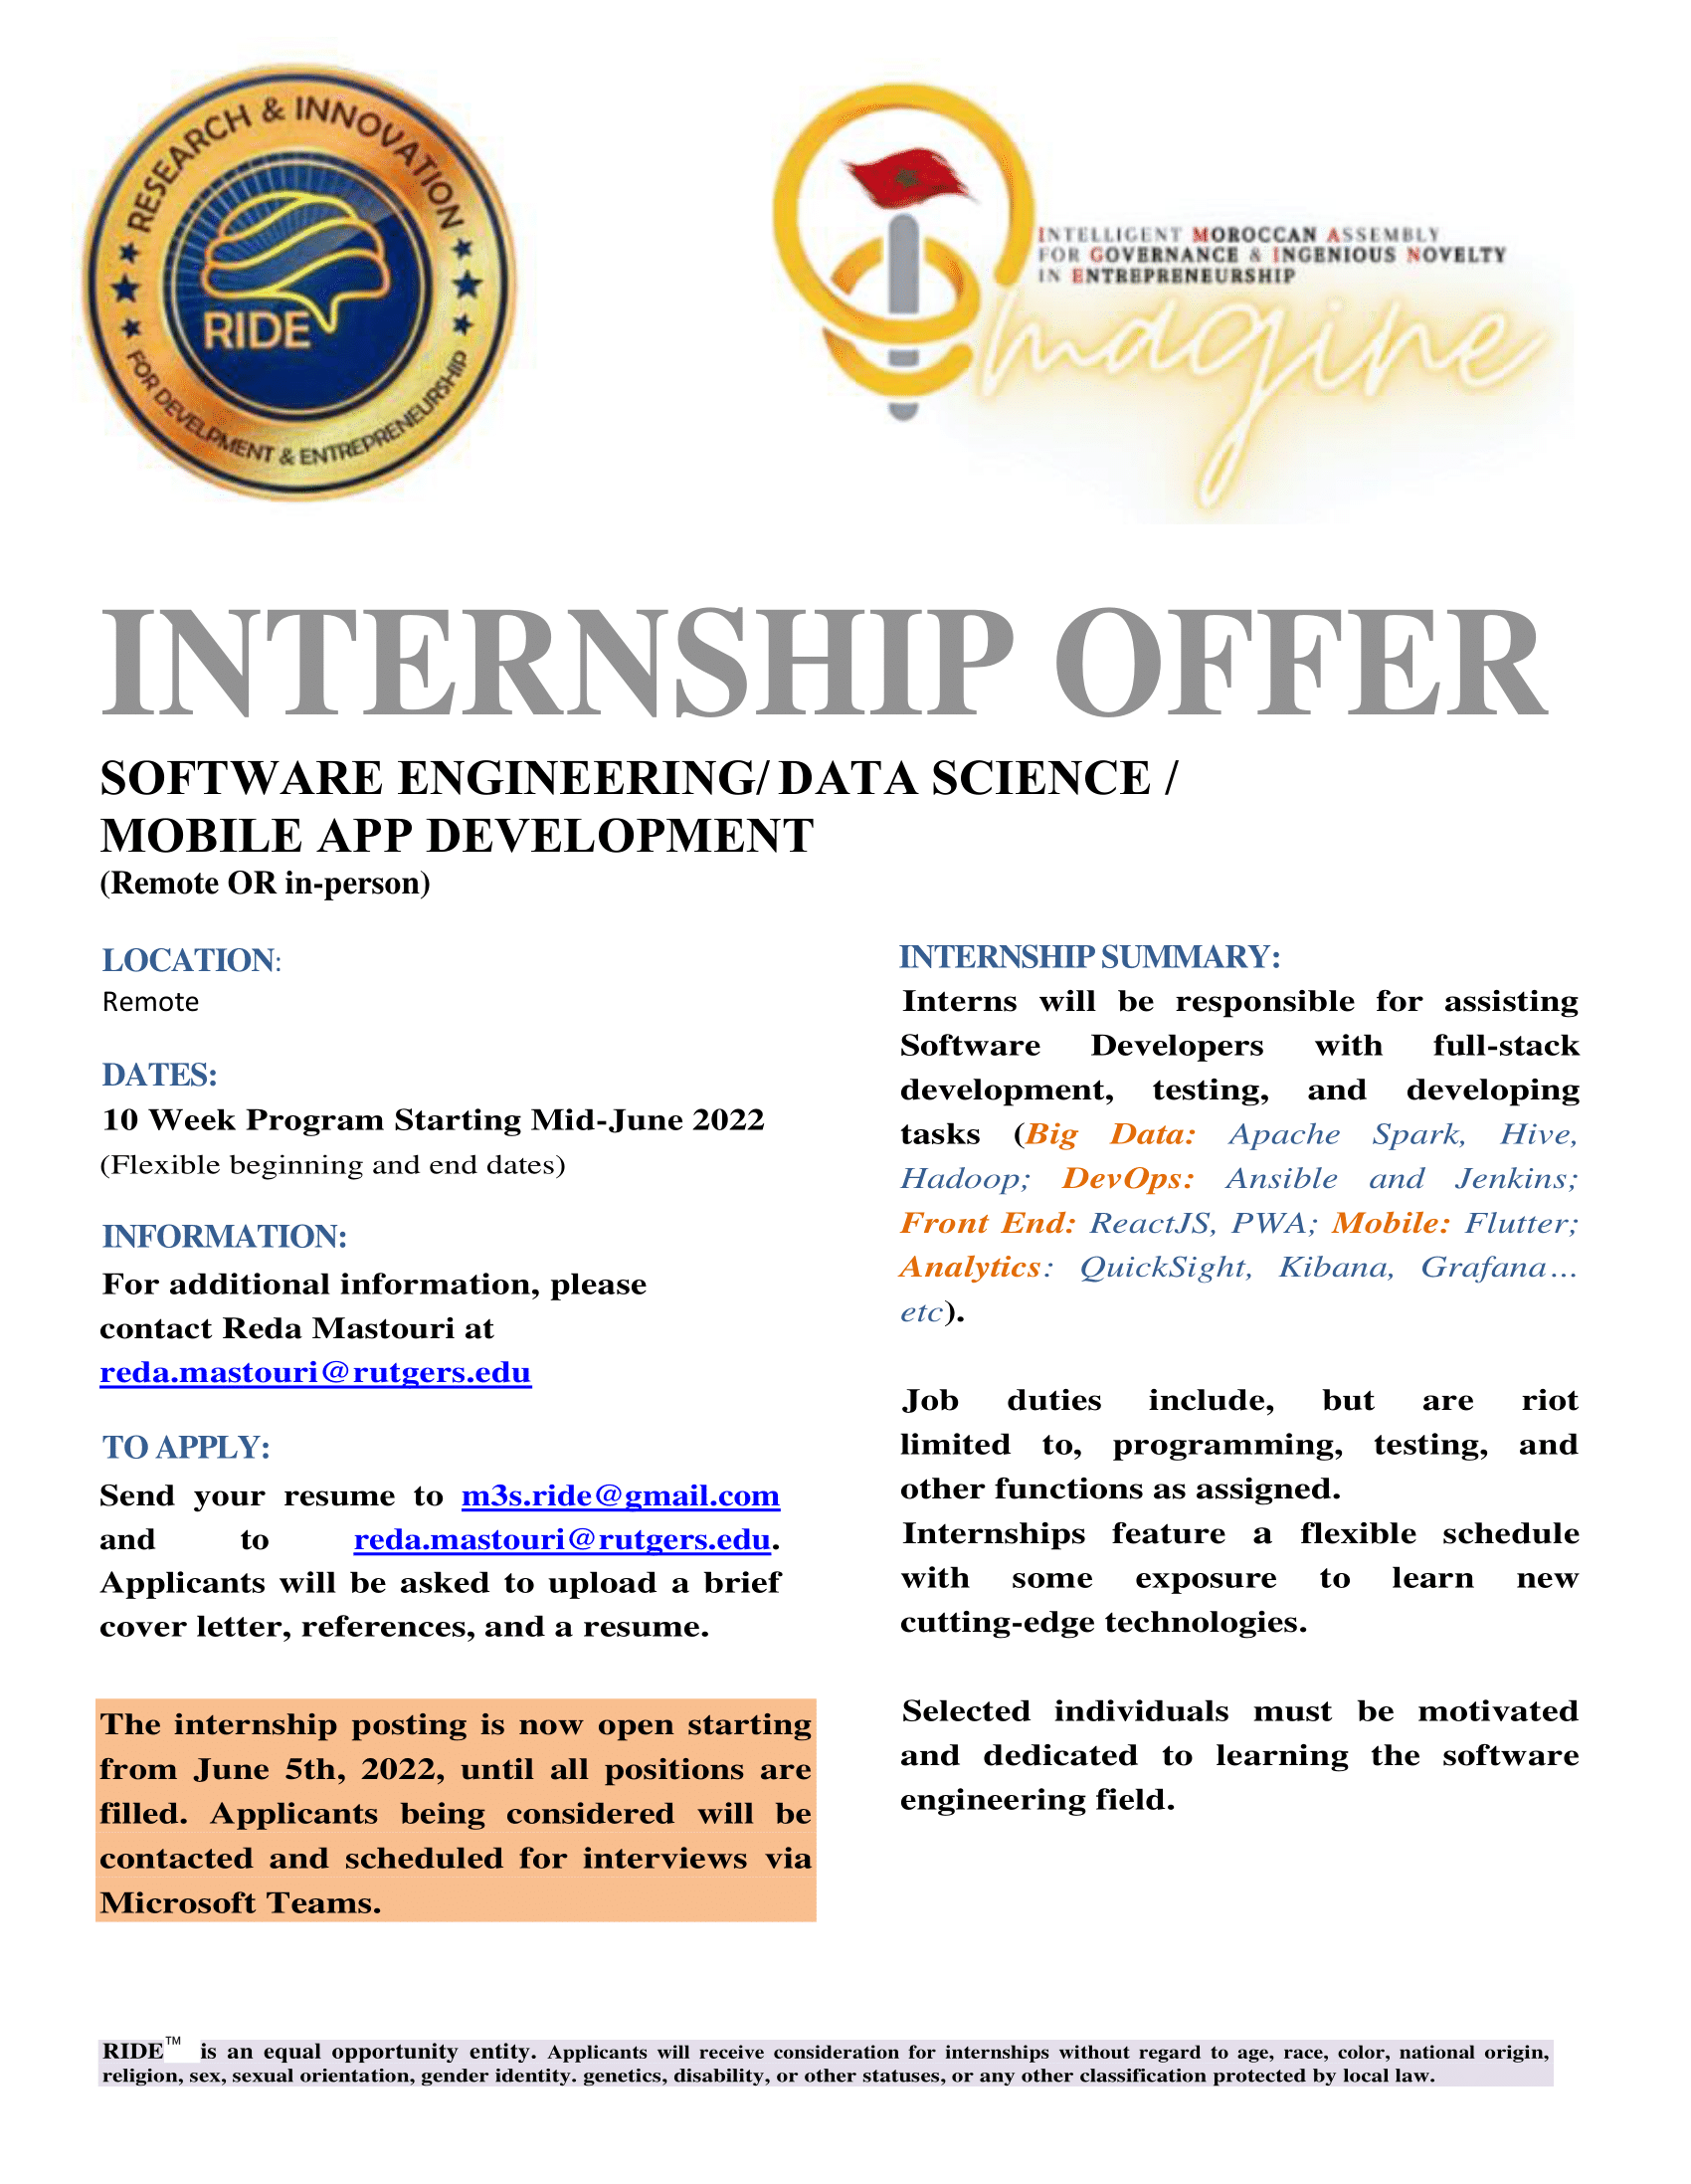 RESEARCH & INNOVATION
RIDE
FOR DEVELPMENT & ENTREPRENEURSHIP
INTELLIGENT MOROCCAN ASSEMBLY
FOR GOVERNANCE & INGENIOUS NOVELTY
IN ENTREPRENEURSHIP
Imagine
INTERNSHIP OFFER
SOFTWARE ENGINEERING/ DATA SCIENCE /
MOBILE APP DEVELOPMENT
(Remote OR in-person)
LOCATION:
Remote
DATES:
10 Week Program Starting Mid-June 2022
(Flexible beginning and end dates)
INFORMATION:
For additional information, please
contact Reda Mastouri at
reda.mastouri@rutgers.edu
TO APPLY:
Send your resume to m3s.ride@gmail.com
and to reda.mastouri@rutgers.edu.
Applicants will be asked to upload a brief
cover letter, references, and a resume.
The internship posting is now open starting
from June 5th, 2022, until all positions are
filled. Applicants being considered will be
contacted and scheduled for interviews via
Microsoft Teams.
INTERNSHIP SUMMARY:
Interns will be responsible for assisting
Software Developers with full-stack
development, testing, and developing
tasks (Big Data: Apache Spark, Hive,
Hadoop; DevOps: Ansible and Jenkins;
Front End: ReactJS, PWA; Mobile: Flutter;
Analytics: QuickSight, Kibana, Grafana…
etc).
Job duties include, but are riot
limited to, programming, testing, and
other functions as assigned.
Internships feature a flexible schedule
with some exposure to learn new
cutting-edge technologies.
Selected individuals must be motivated
and dedicated to learning the software
engineering field.
RIDE™ is an equal opportunity entity. Applicants will receive consideration for internships without regard to age, race, color, national origin,
religion, sex, sexual orientation, gender identity. genetics, disability, or other statuses, or any other classification protected by local law.